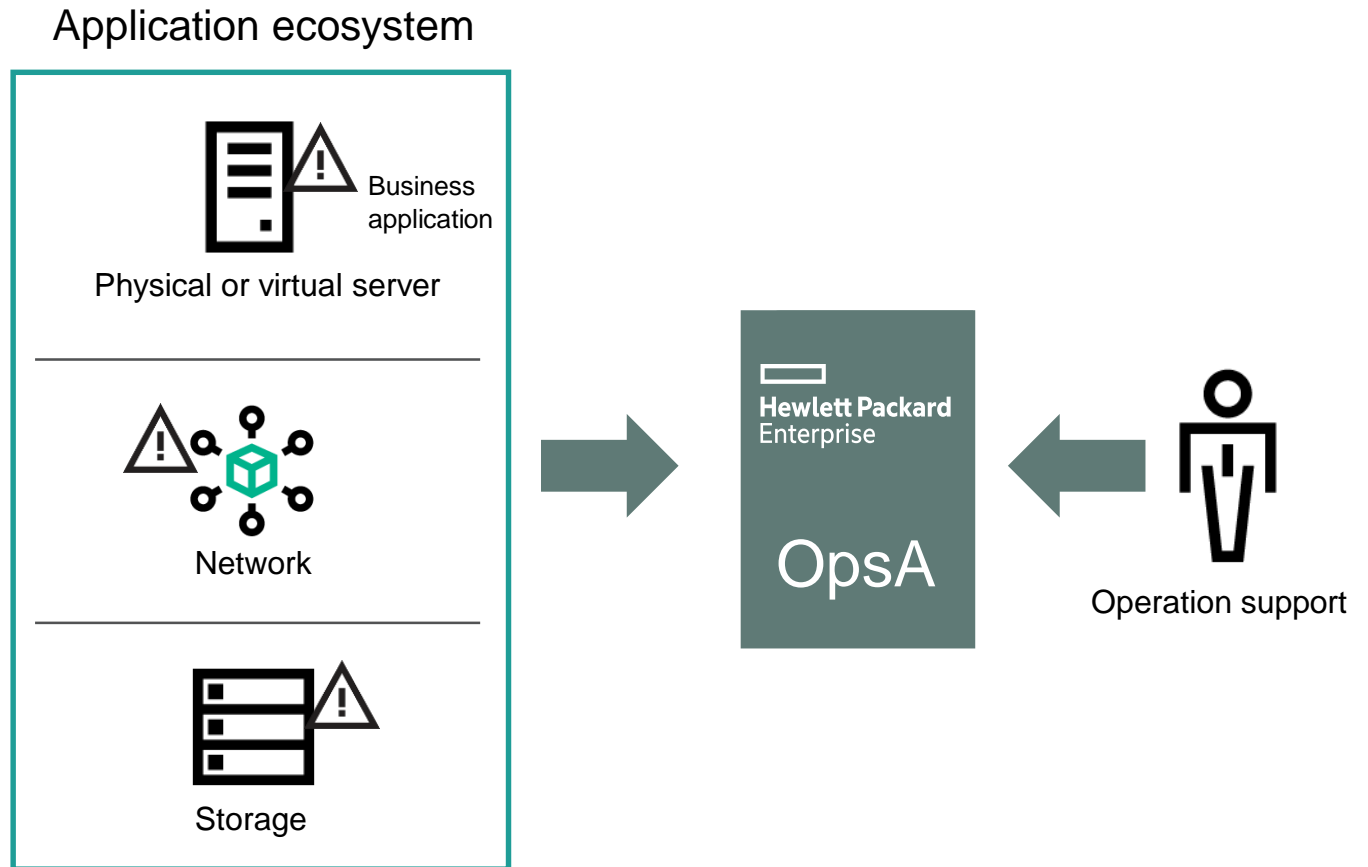 Application ecosystem
Business
application
Physical or virtual server
Network
Storage
Hewlett Packard
Enterprise
OpsA
Operation support